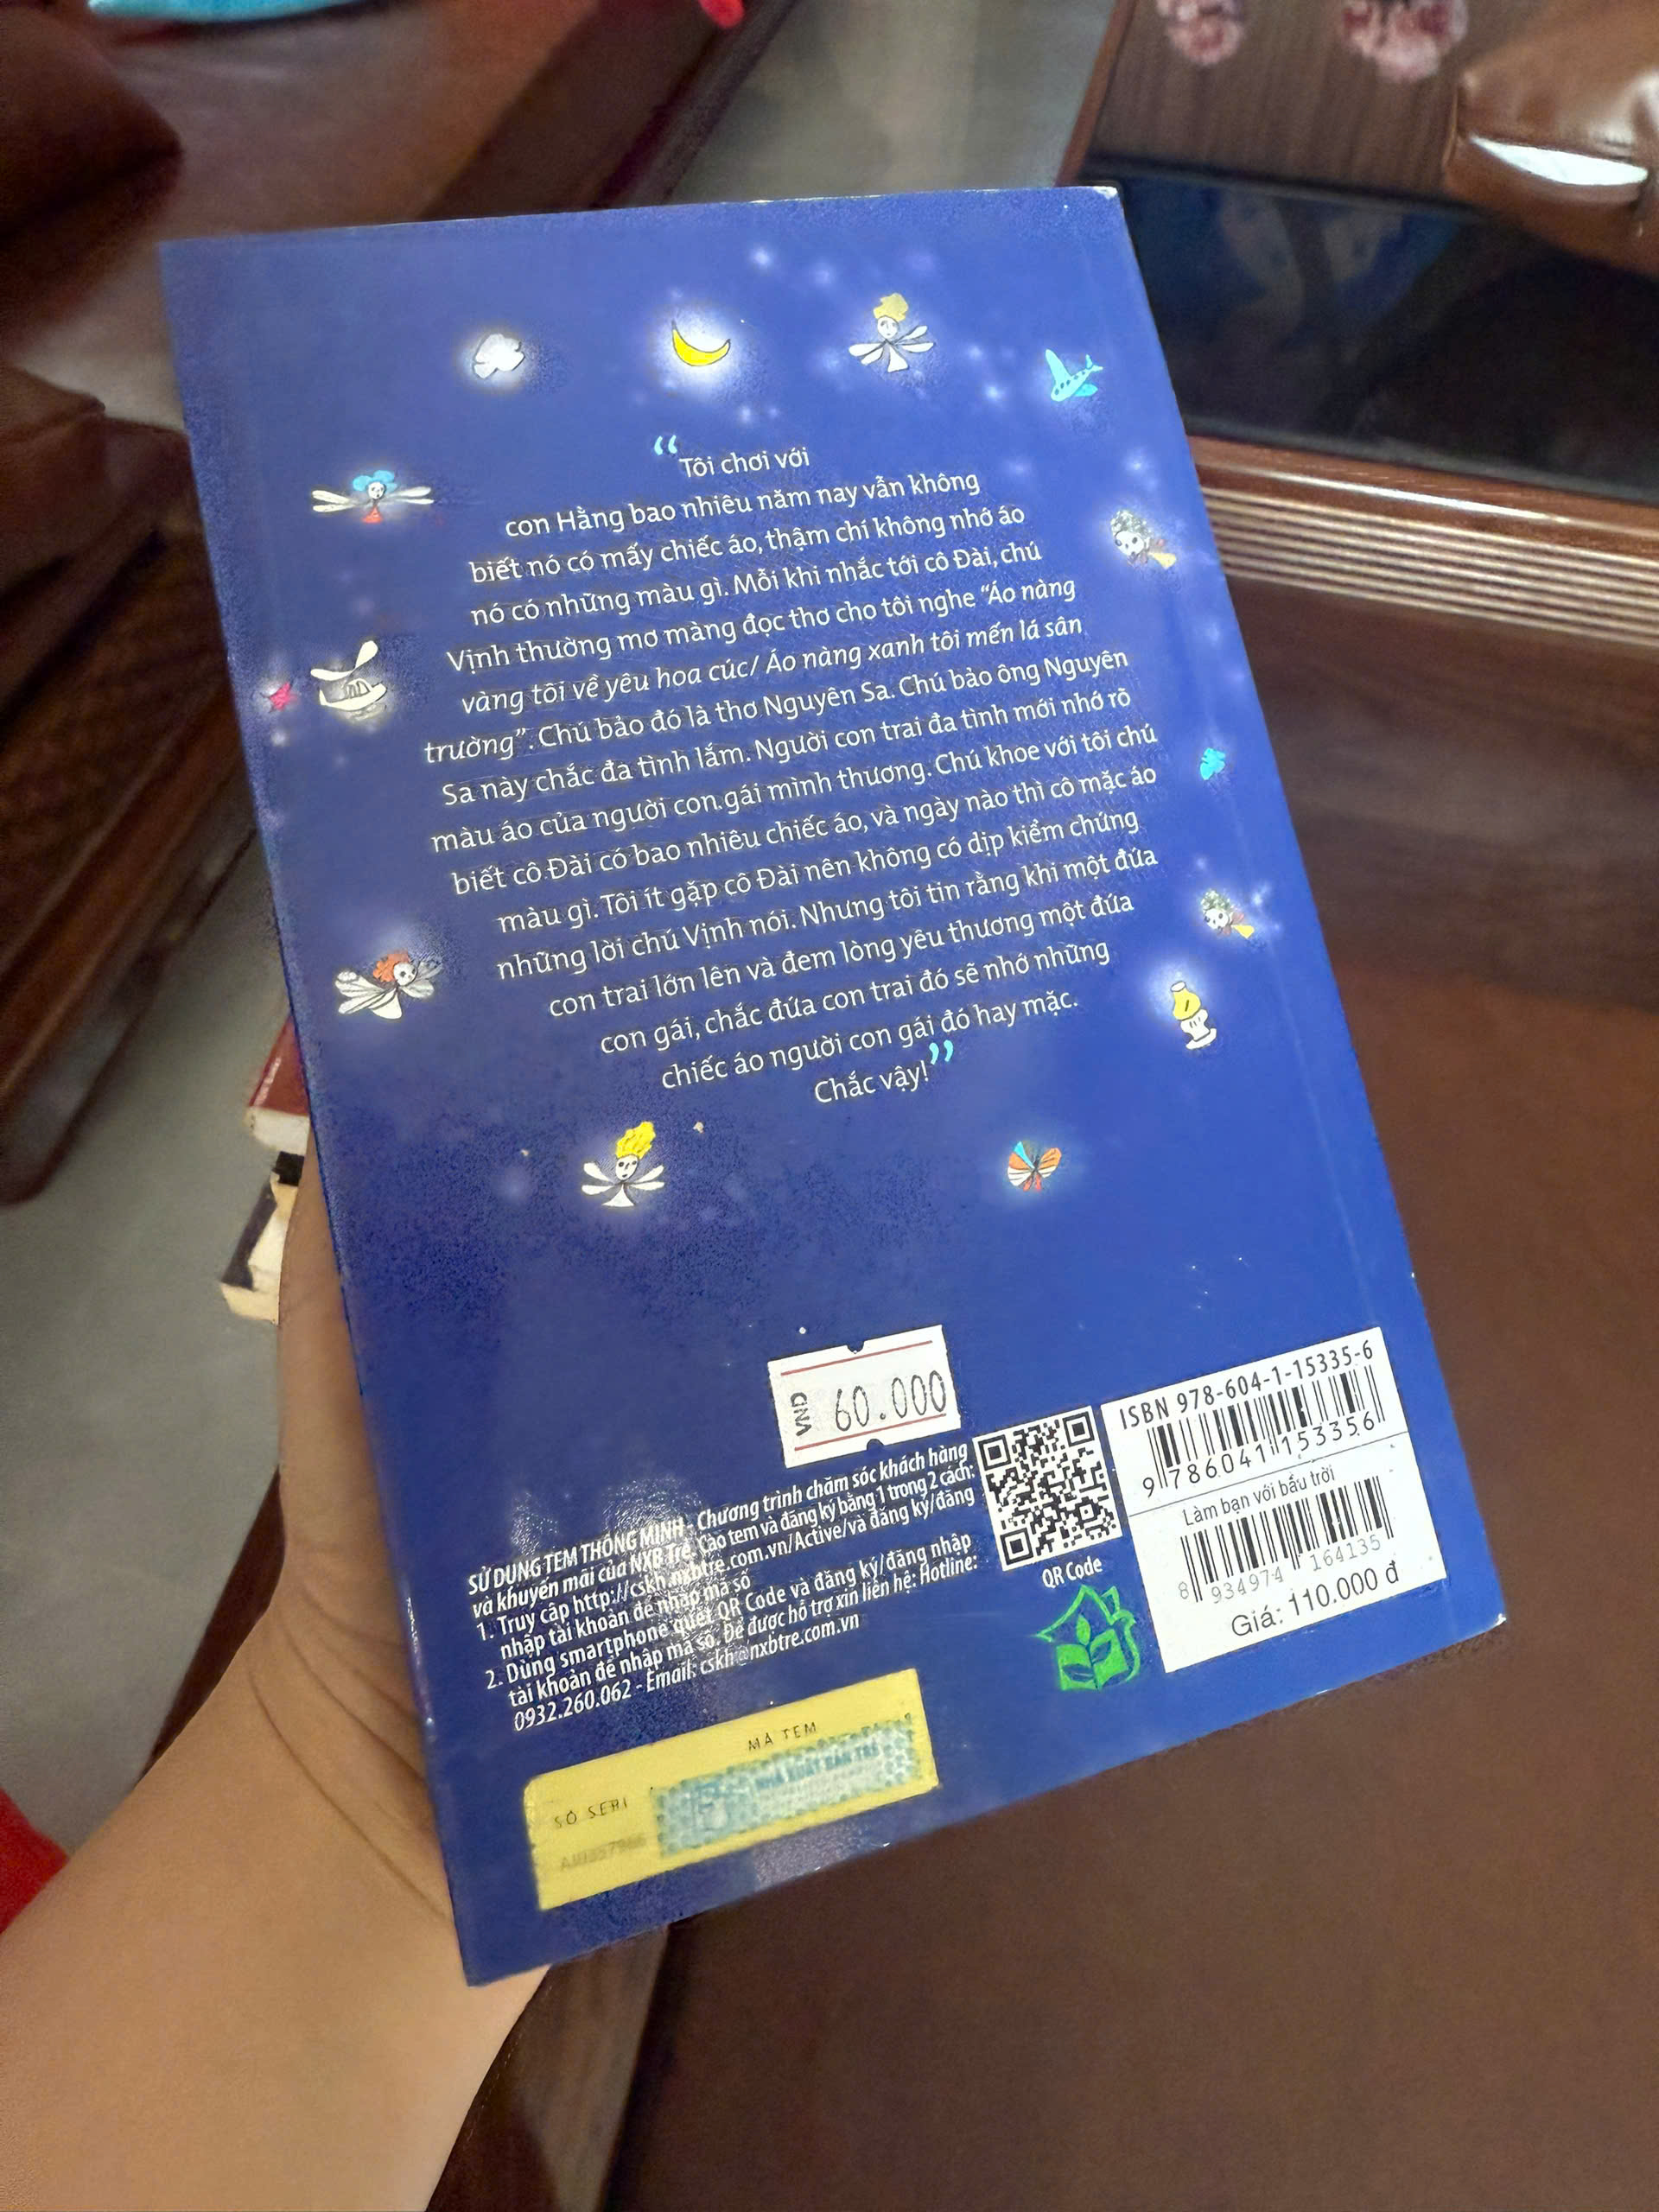 “Tôi chơi với
con Hằng bao nhiêu năm nay vẫn không
biết nó có mấy chiếc áo, thậm chí không nhớ áo
nó có những màu gì. Mỗi khi nhắc tới cô Đài, chú
Vịnh thường mơ màng đọc thơ cho tôi nghe “Áo nàng
vàng tôi về yêu hoa cúc/ Áo nàng xanh tôi mến lá sân
trường”. Chú bảo đó là thơ Nguyên Sa. Chú bảo ông Nguyên
Sa này chắc đa tình lắm. Người con trai đa tình mới nhớ rõ
màu áo của người con gái mình thương. Chú khoe với tôi chú
biết cô Đài có bao nhiêu chiếc áo, và ngày nào thì cô mặc áo
màu gì. Tôi ít gặp cô Đài nên không có dịp kiểm chứng
những lời chú Vịnh nói. Nhưng tôi tin rằng khi một đứa
con trai lớn lên và đem lòng yêu thương một đứa
con gái, chắc đứa con trai đó sẽ nhớ những
chiếc áo người con gái đó hay mặc.
Chắc vậy!”
VND 60.000
SỬ DỤNG TEM THÔNG MINH - Chương trình chăm sóc khách hàng
và khuyến mãi của NXB Trẻ. Cào tem và đăng ký bằng 1 trong 2 cách:
1. Truy cập http://cskh.nxbtre.com.vn/Active/và đăng ký/đăng
nhập tài khoản để nhập mã số
2. Dùng smartphone quét QR Code và đăng ký/đăng nhập
tài khoản để nhập mã số. Để được hỗ trợ xin liên hệ: Hotline:
0932.260.062 - Email: cskh@nxbtre.com.vn
QR Code
ISBN 978-604-1-15335-6
9 786041 153356
Làm bạn với bầu trời
8 934974 164135
Giá: 110.000 đ
MÃ TEM
SỐ SERI
NHÀ XUẤT BẢN TRẺ